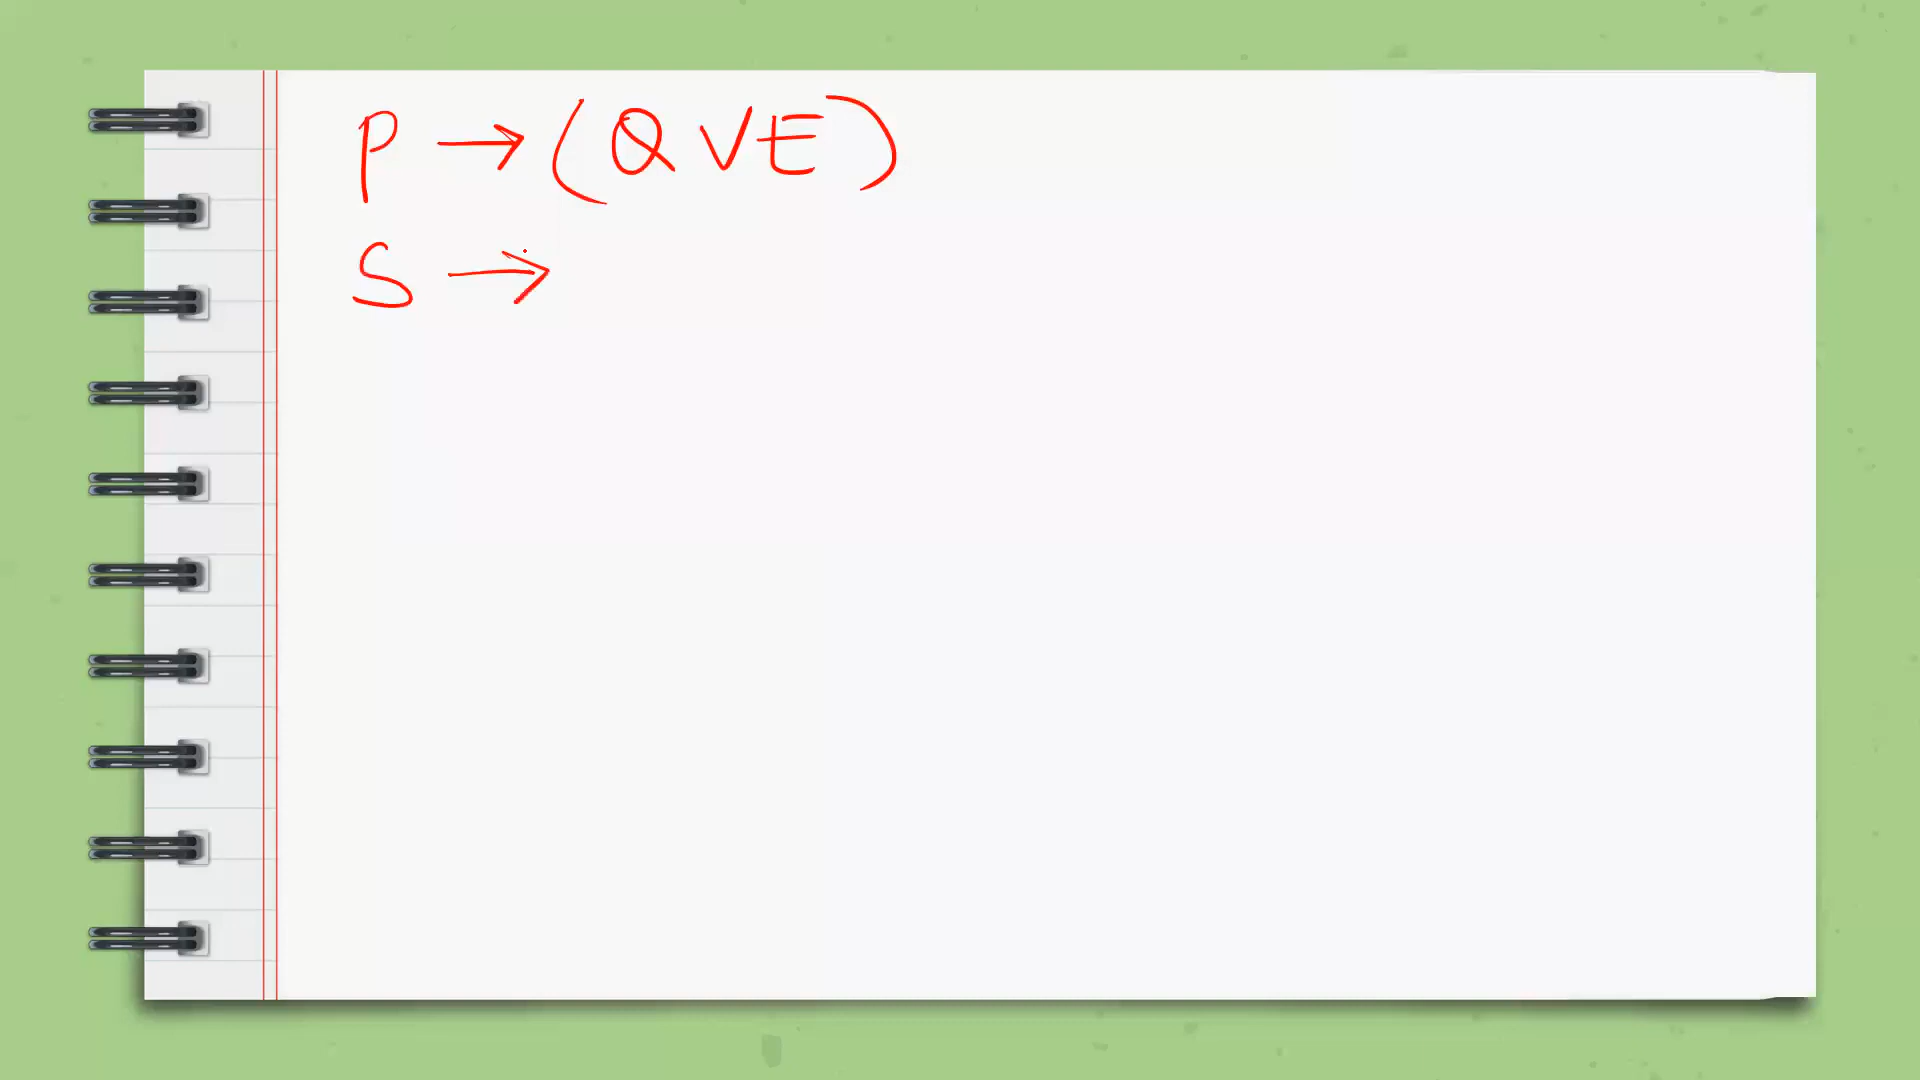 P → (Q V E)
S →